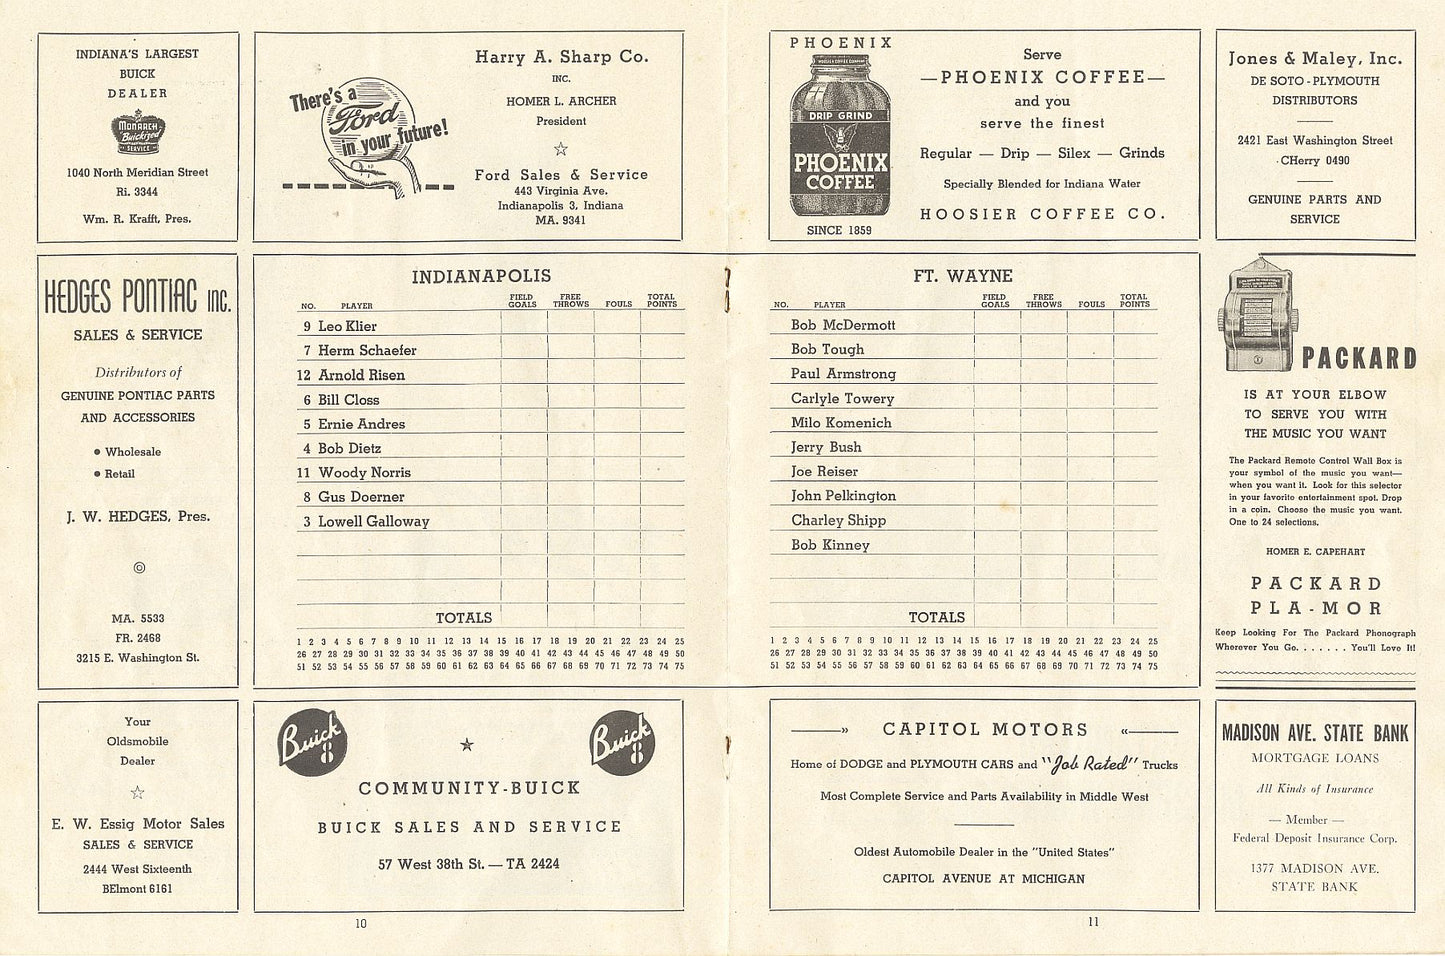 INDIANA'S LARGEST
BUICK
DEALER
MONARCH
Buickized
SERVICE
1040 North Meridian Street
Ri. 3344
Wm. R. Krafft, Pres.
There's a
Ford
in your future!
Harry A. Sharp Co.
INC.
HOMER L. ARCHER
President
Ford Sales & Service
443 Virginia Ave.
Indianapolis 3, Indiana
MA. 9341
PHOENIX
DRIP GRIND
PHOENIX
COFFEE
SINCE 1859
Serve
—PHOENIX COFFEE—
and you
serve the finest
Regular — Drip — Silex — Grinds
Specially Blended for Indiana Water
HOOSIER COFFEE CO.
Jones & Maley, Inc.
DE SOTO - PLYMOUTH
DISTRIBUTORS
2421 East Washington Street
CHerry 0490
GENUINE PARTS AND
SERVICE
HEDGES PONTIAC INC.
SALES & SERVICE
Distributors of
GENUINE PONTIAC PARTS
AND ACCESSORIES
• Wholesale
• Retail
J. W. HEDGES, Pres.
MA. 5533
FR. 2468
3215 E. Washington St.
INDIANAPOLIS
NO. PLAYER FIELD GOALS FREE THROWS FOULS TOTAL POINTS
9 Leo Klier
7 Herm Schaefer
12 Arnold Risen
6 Bill Closs
5 Ernie Andres
4 Bob Dietz
11 Woody Norris
8 Gus Doerner
3 Lowell Galloway
TOTALS
1 2 3 4 5 6 7 8 9 10 11 12 13 14 15 16 17 18 19 20 21 22 23 24 25
26 27 28 29 30 31 32 33 34 35 36 37 38 39 40 41 42 43 44 45 46 47 48 49 50
51 52 53 54 55 56 57 58 59 60 61 62 63 64 65 66 67 68 69 70 71 72 73 74 75
FT. WAYNE
NO. PLAYER FIELD GOALS FREE THROWS FOULS TOTAL POINTS
Bob McDermott
Bob Tough
Paul Armstrong
Carlyle Towery
Milo Komenich
Jerry Bush
Joe Reiser
John Pelkington
Charley Shipp
Bob Kinney
TOTALS
1 2 3 4 5 6 7 8 9 10 11 12 13 14 15 16 17 18 19 20 21 22 23 24 25
26 27 28 29 30 31 32 33 34 35 36 37 38 39 40 41 42 43 44 45 46 47 48 49 50
51 52 53 54 55 56 57 58 59 60 61 62 63 64 65 66 67 68 69 70 71 72 73 74 75
PACKARD
IS AT YOUR ELBOW
TO SERVE YOU WITH
THE MUSIC YOU WANT
The Packard Remote Control Wall Box is
your symbol of the music you want—
when you want it. Look for this selector
in your favorite entertainment spot. Drop
in a coin. Choose the music you want.
One to 24 selections.
HOMER E. CAPEHART
PACKARD
PLA-MOR
Keep Looking For The Packard Phonograph
Wherever You Go. . . . . . . You'll Love It!
Your
Oldsmobile
Dealer
E. W. Essig Motor Sales
SALES & SERVICE
2444 West Sixteenth
BElmont 6161
Buick
8
Buick
8
COMMUNITY-BUICK
BUICK SALES AND SERVICE
57 West 38th St. — TA 2424
CAPITOL MOTORS
Home of DODGE and PLYMOUTH CARS and "Job Rated" Trucks
Most Complete Service and Parts Availability in Middle West
Oldest Automobile Dealer in the "United States"
CAPITOL AVENUE AT MICHIGAN
MADISON AVE. STATE BANK
MORTGAGE LOANS
All Kinds of Insurance
— Member —
Federal Deposit Insurance Corp.
1377 MADISON AVE.
STATE BANK
10
11